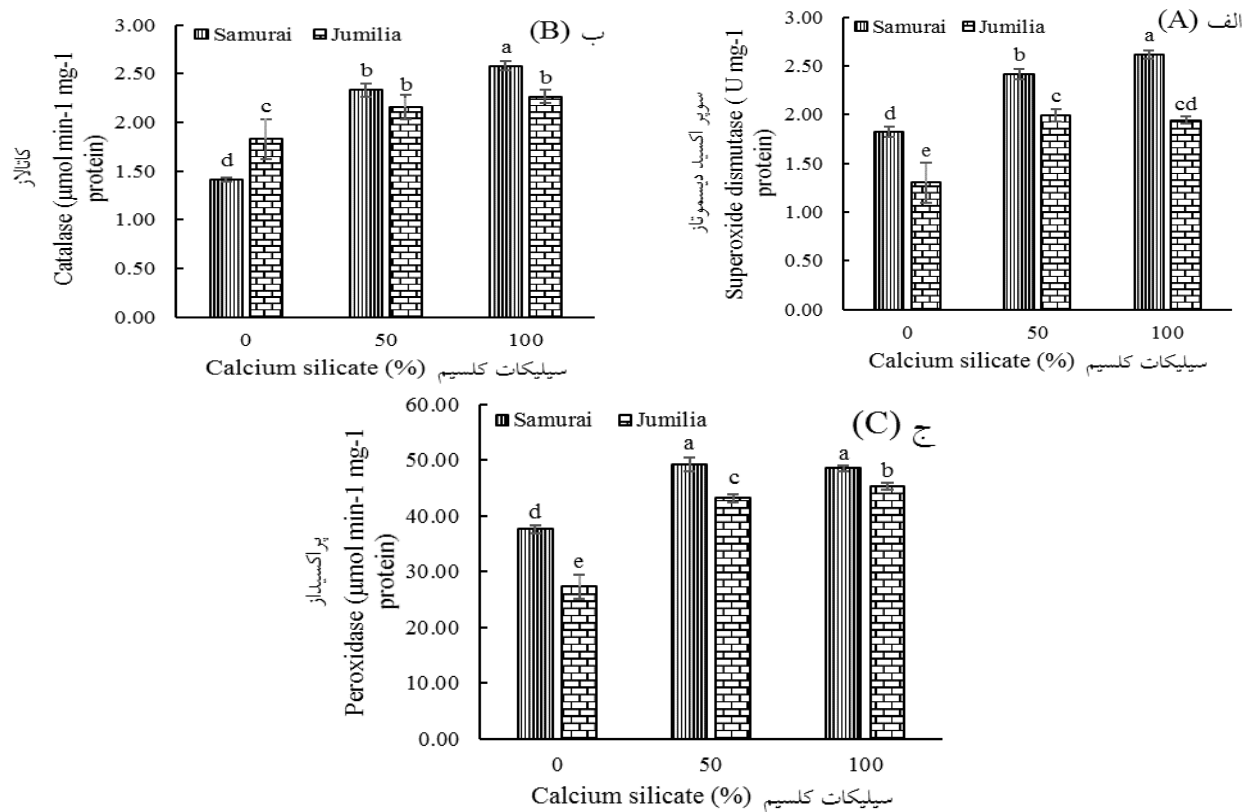 (A) الف
Samurai Jumilia
سوپر اکسید دیسموتاز
Superoxide dismutase ( U mg-1
protein)
3.00
2.50
2.00
1.50
1.00
0.50
0.00
d
e
b
c
a
cd
0 50 100
Calcium silicate (%) سیلیکات کلسیم
(B) ب
Samurai Jumilia
کاتالاز
Catalase (µmol min-1 mg-1
protein)
3.00
2.50
2.00
1.50
1.00
0.50
0.00
d
c
b
b
a
b
0 50 100
Calcium silicate (%) سیلیکات کلسیم
(C) ج
Samurai Jumilia
پراکسیداز
Peroxidase (µmol min-1 mg-1
protein)
60.00
50.00
40.00
30.00
20.00
10.00
0.00
d
e
a
c
a
b
0 50 100
Calcium silicate (%) سیلیکات کلسیم